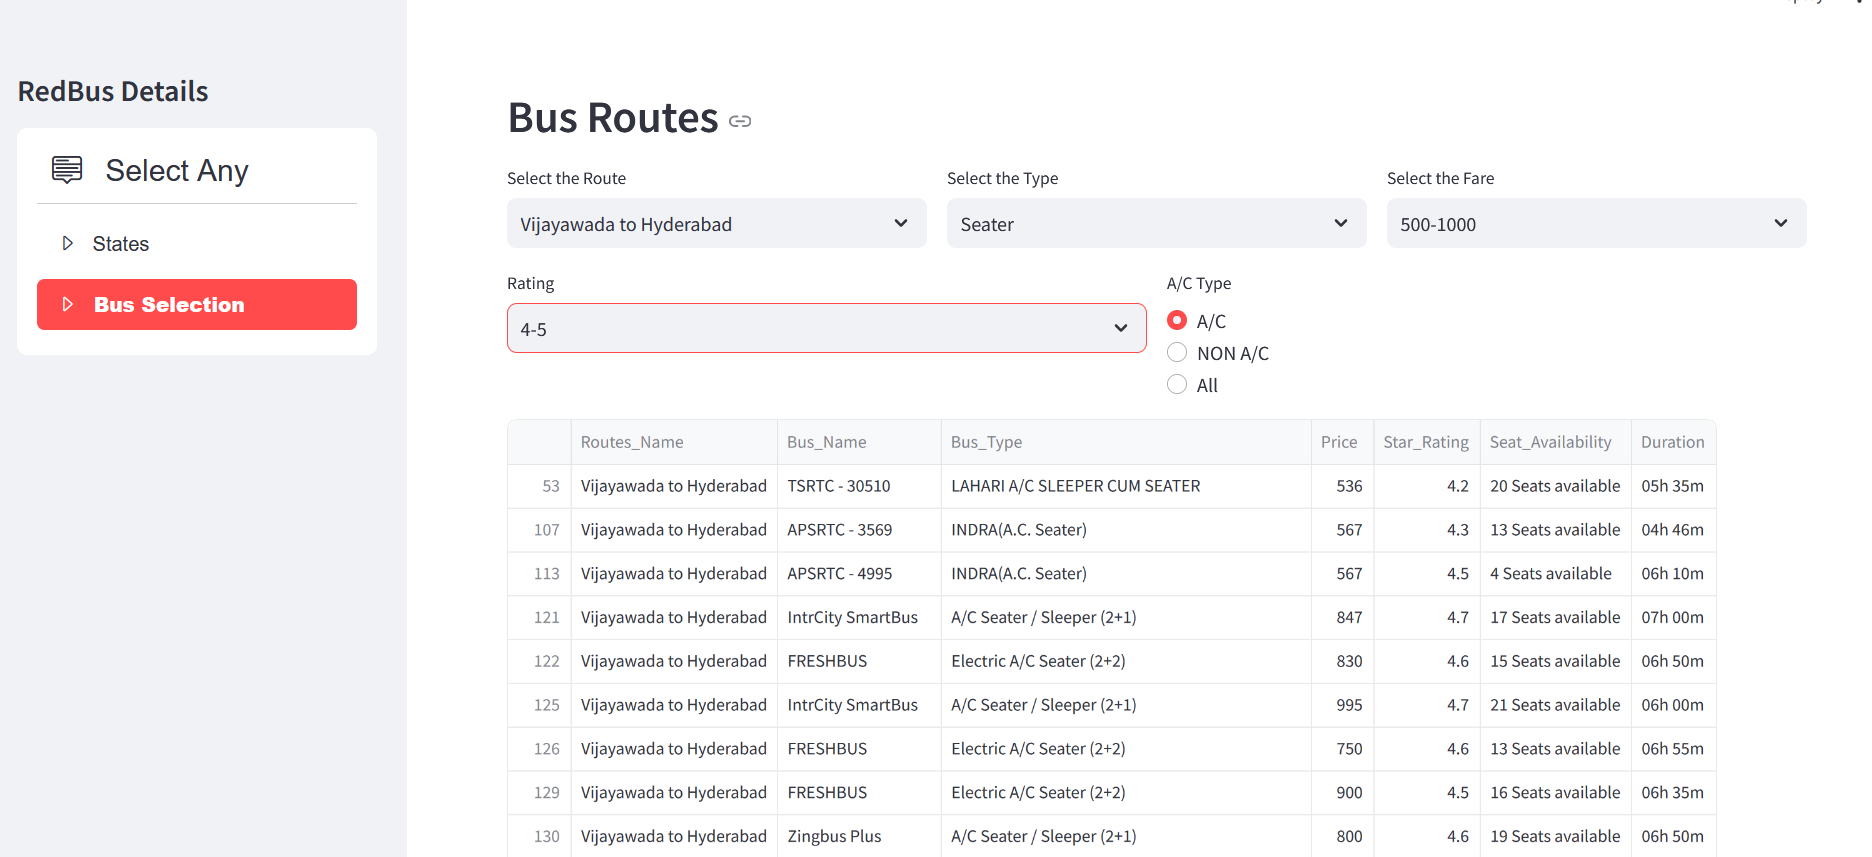 RedBus Details
Select Any
States
Bus Selection
Bus Routes
Select the Route Select the Type Select the Fare
Vijayawada to Hyderabad Seater 500-1000
Rating A/C Type
4-5
A/C
NON A/C
All
Routes_Name Bus_Name Bus_Type Price Star_Rating Seat_Availability Duration
53 Vijayawada to Hyderabad TSRTC - 30510 LAHARI A/C SLEEPER CUM SEATER 536 4.2 20 Seats available 05h 35m
107 Vijayawada to Hyderabad APSRTC - 3569 INDRA(A.C. Seater) 567 4.3 13 Seats available 04h 46m
113 Vijayawada to Hyderabad APSRTC - 4995 INDRA(A.C. Seater) 567 4.5 4 Seats available 06h 10m
121 Vijayawada to Hyderabad IntrCity SmartBus A/C Seater / Sleeper (2+1) 847 4.7 17 Seats available 07h 00m
122 Vijayawada to Hyderabad FRESHBUS Electric A/C Seater (2+2) 830 4.6 15 Seats available 06h 50m
125 Vijayawada to Hyderabad IntrCity SmartBus A/C Seater / Sleeper (2+1) 995 4.7 21 Seats available 06h 00m
126 Vijayawada to Hyderabad FRESHBUS Electric A/C Seater (2+2) 750 4.6 13 Seats available 06h 55m
129 Vijayawada to Hyderabad FRESHBUS Electric A/C Seater (2+2) 900 4.5 16 Seats available 06h 35m
130 Vijayawada to Hyderabad Zingbus Plus A/C Seater / Sleeper (2+1) 800 4.6 19 Seats available 06h 50m